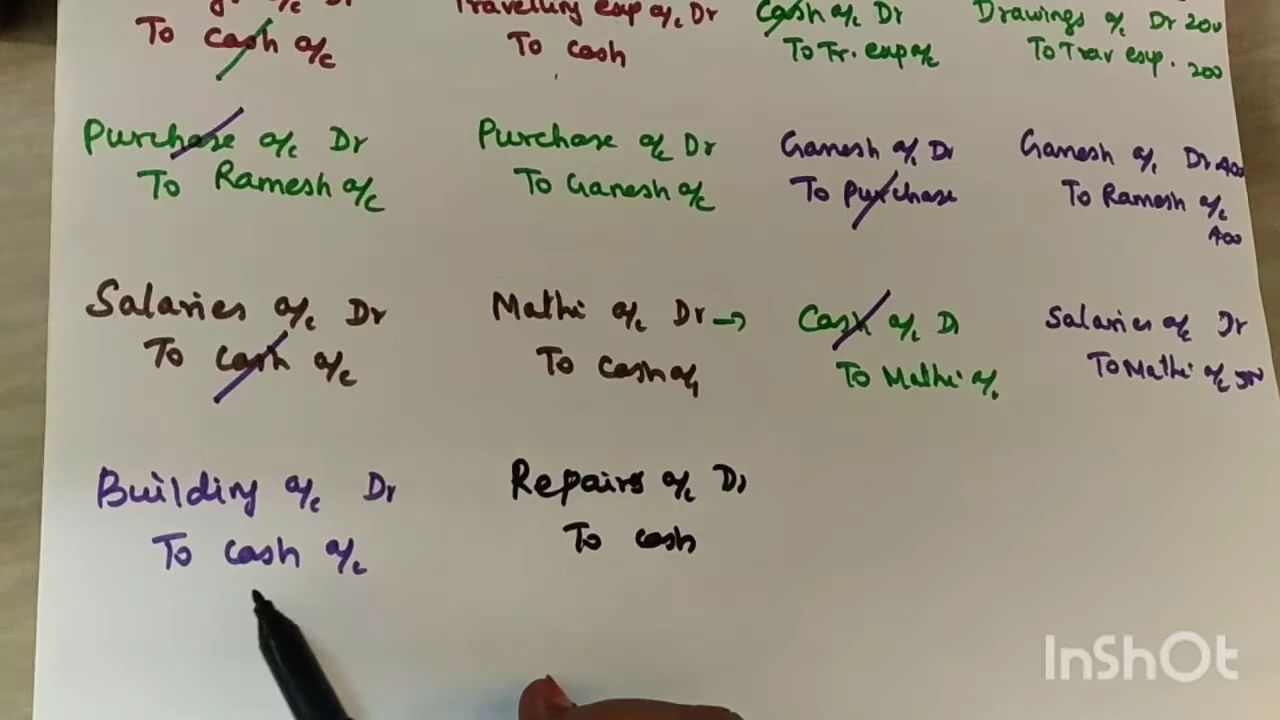 To cash a/c
Travelling exp a/c Dr
To cash
Cash a/c Dr
To Tr. exp a/c
Drawings a/c Dr 200
To Trav exp. 200
Purchase a/c Dr
To Ramesh a/c
Purchase a/c Dr
To Ganesh a/c
Ganesh a/c Dr
To Purchase
Ganesh a/c Dr 400
To Ramesh a/c
400
Salaries a/c Dr
To cash a/c
Mathi a/c Dr →
To cash a/c
Cash a/c D
To Mathi a/c
Salaries a/c Dr
To Mathi a/c
Building a/c Dr
To cash a/c
Repairs a/c Dr
To cash
InShOt